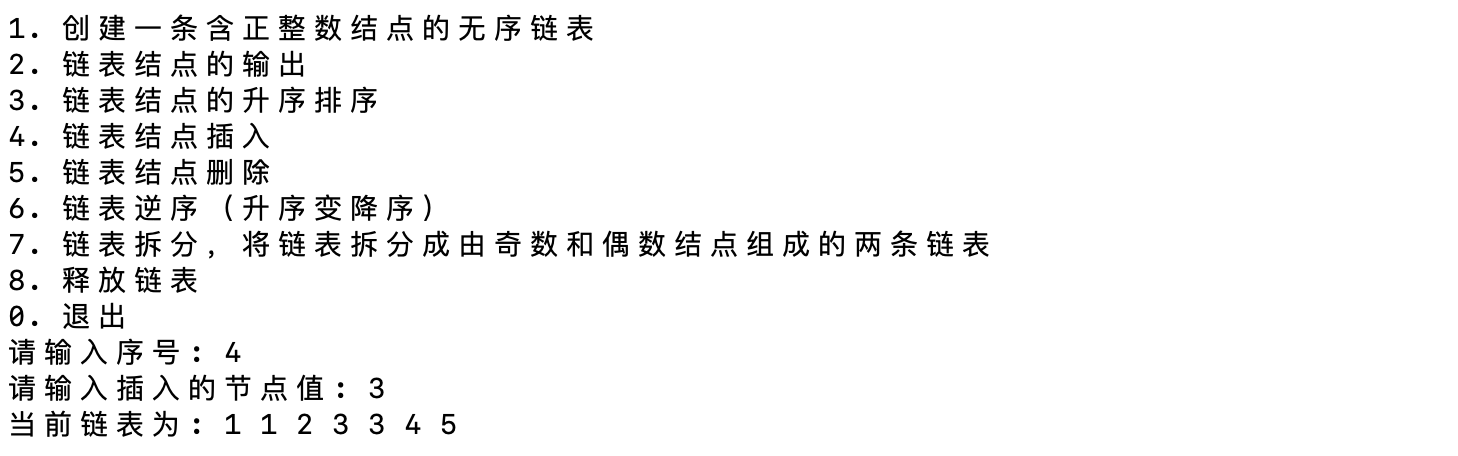 1. 创建一条含正整数结点的无序链表
2. 链表结点的输出
3. 链表结点的升序排序
4. 链表结点插入
5. 链表结点删除
6. 链表逆序（升序变降序）
7. 链表拆分，将链表拆分成由奇数和偶数结点组成的两条链表
8. 释放链表
0. 退出
请输入序号: 4
请输入插入的节点值: 3
当前链表为: 1 1 2 3 3 4 5